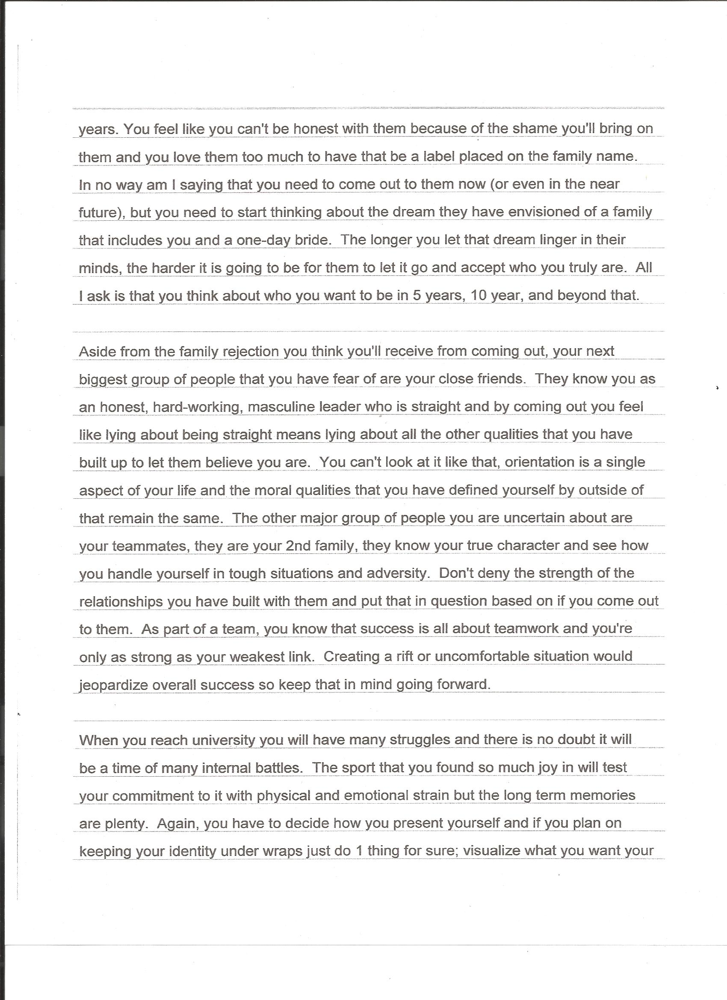 years. You feel like you can't be honest with them because of the shame you'll bring on
them and you love them too much to have that be a label placed on the family name.
In no way am I saying that you need to come out to them now (or even in the near
future), but you need to start thinking about the dream they have envisioned of a family
that includes you and a one-day bride.  The longer you let that dream linger in their
minds, the harder it is going to be for them to let it go and accept who you truly are.  All
I ask is that you think about who you want to be in 5 years, 10 year, and beyond that.

Aside from the family rejection you think you'll receive from coming out, your next
biggest group of people that you have fear of are your close friends.  They know you as
an honest, hard-working, masculine leader who is straight and by coming out you feel
like lying about being straight means lying about all the other qualities that you have
built up to let them believe you are.  You can't look at it like that, orientation is a single
aspect of your life and the moral qualities that you have defined yourself by outside of
that remain the same.  The other major group of people you are uncertain about are
your teammates, they are your 2nd family, they know your true character and see how
you handle yourself in tough situations and adversity.  Don't deny the strength of the
relationships you have built with them and put that in question based on if you come out
to them.  As part of a team, you know that success is all about teamwork and you're
only as strong as your weakest link.  Creating a rift or uncomfortable situation would
jeopardize overall success so keep that in mind going forward.

When you reach university you will have many struggles and there is no doubt it will
be a time of many internal battles.  The sport that you found so much joy in will test
your commitment to it with physical and emotional strain but the long term memories
are plenty.  Again, you have to decide how you present yourself and if you plan on
keeping your identity under wraps just do 1 thing for sure; visualize what you want your